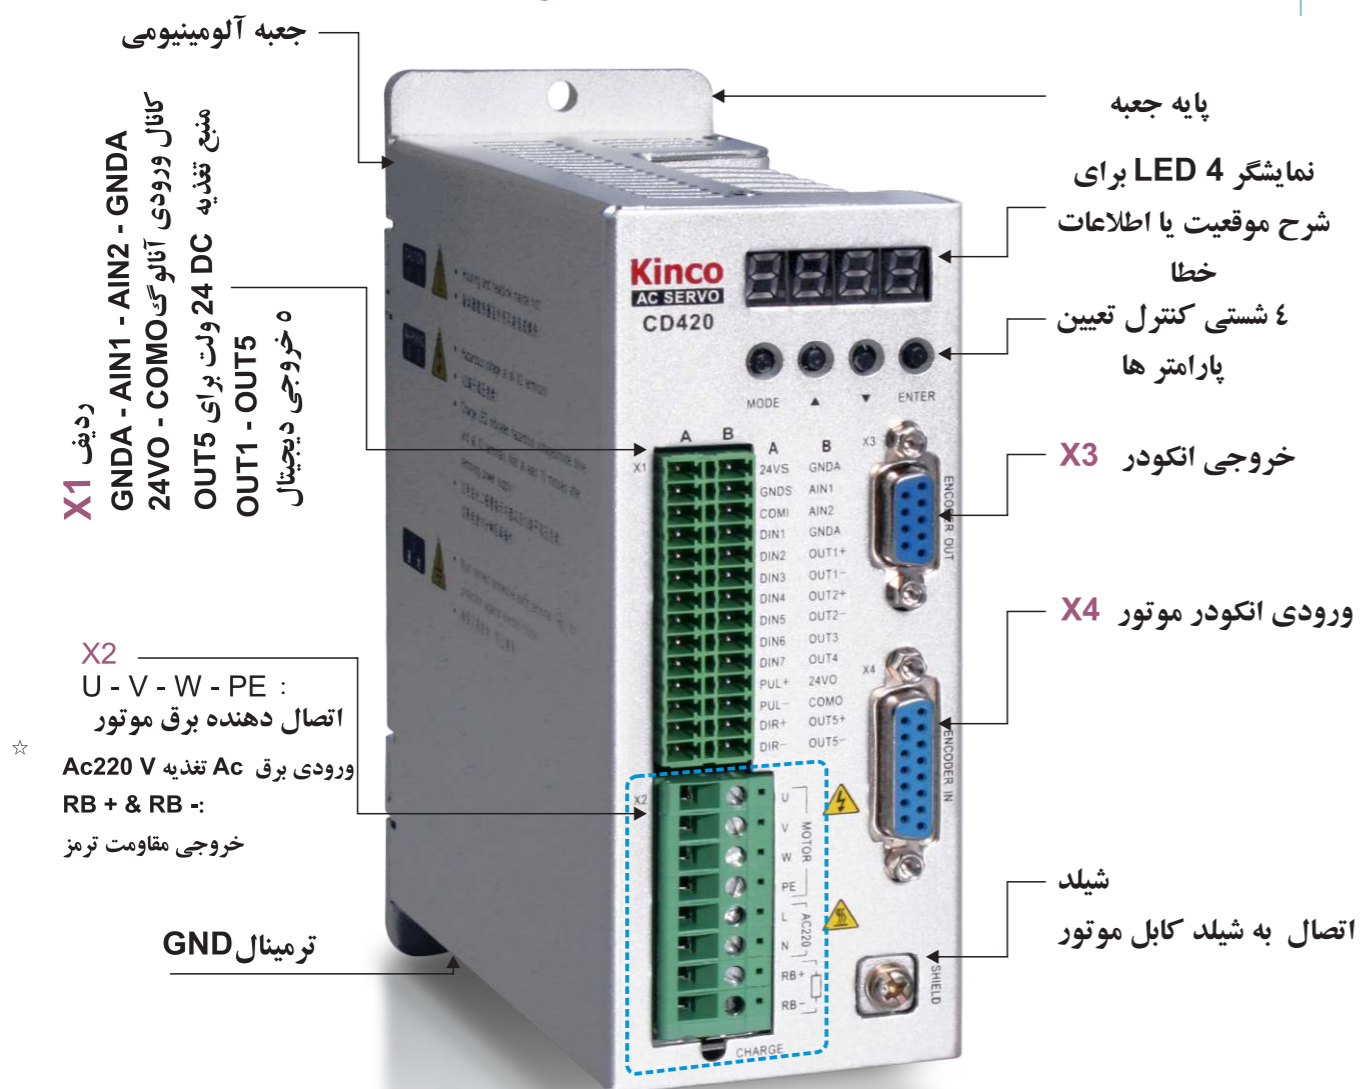 جعبه آلومینیومی
ردیف X1
GNDA - AIN1 - AIN2 - GNDA
کانال ورودی آنالوگ
24VO - COMO
منبع تغذیه DC 24 ولت برای OUT5
OUT1 - OUT5
٥ خروجی دیجیتال
X2
U - V - W - PE :
اتصال دهنده برق موتور
☆
ورودی برق Ac تغذیه Ac220 V
RB + & RB -:
خروجی مقاومت ترمز
ترمینال GND
پایه جعبه
نمایشگر 4 LED برای
شرح موقعیت یا اطلاعات
خطا
٤ شستی کنترل تعیین
پارامتر ها
خروجی انکودر X3
ورودی انکودر موتور X4
شیلد
اتصال به شیلد کابل موتور
Kinco
AC SERVO
CD420
MODE ▲ ▼ ENTER
X1
A B
A B
24VS GNDA
GNDS AIN1
COMI AIN2
DIN1 GNDA
DIN2 OUT1+
DIN3 OUT1-
DIN4 OUT2+
DIN5 OUT2-
DIN6 OUT3
DIN7 OUT4
PUL+ 24VO
PUL- COMO
DIR+ OUT5+
DIR- OUT5-
X3
ENCODER OUT
X4
ENCODER IN
X2
U
V
W
PE
MOTOR
L
N
AC220
RB+
RB-
SHIELD
CHARGE